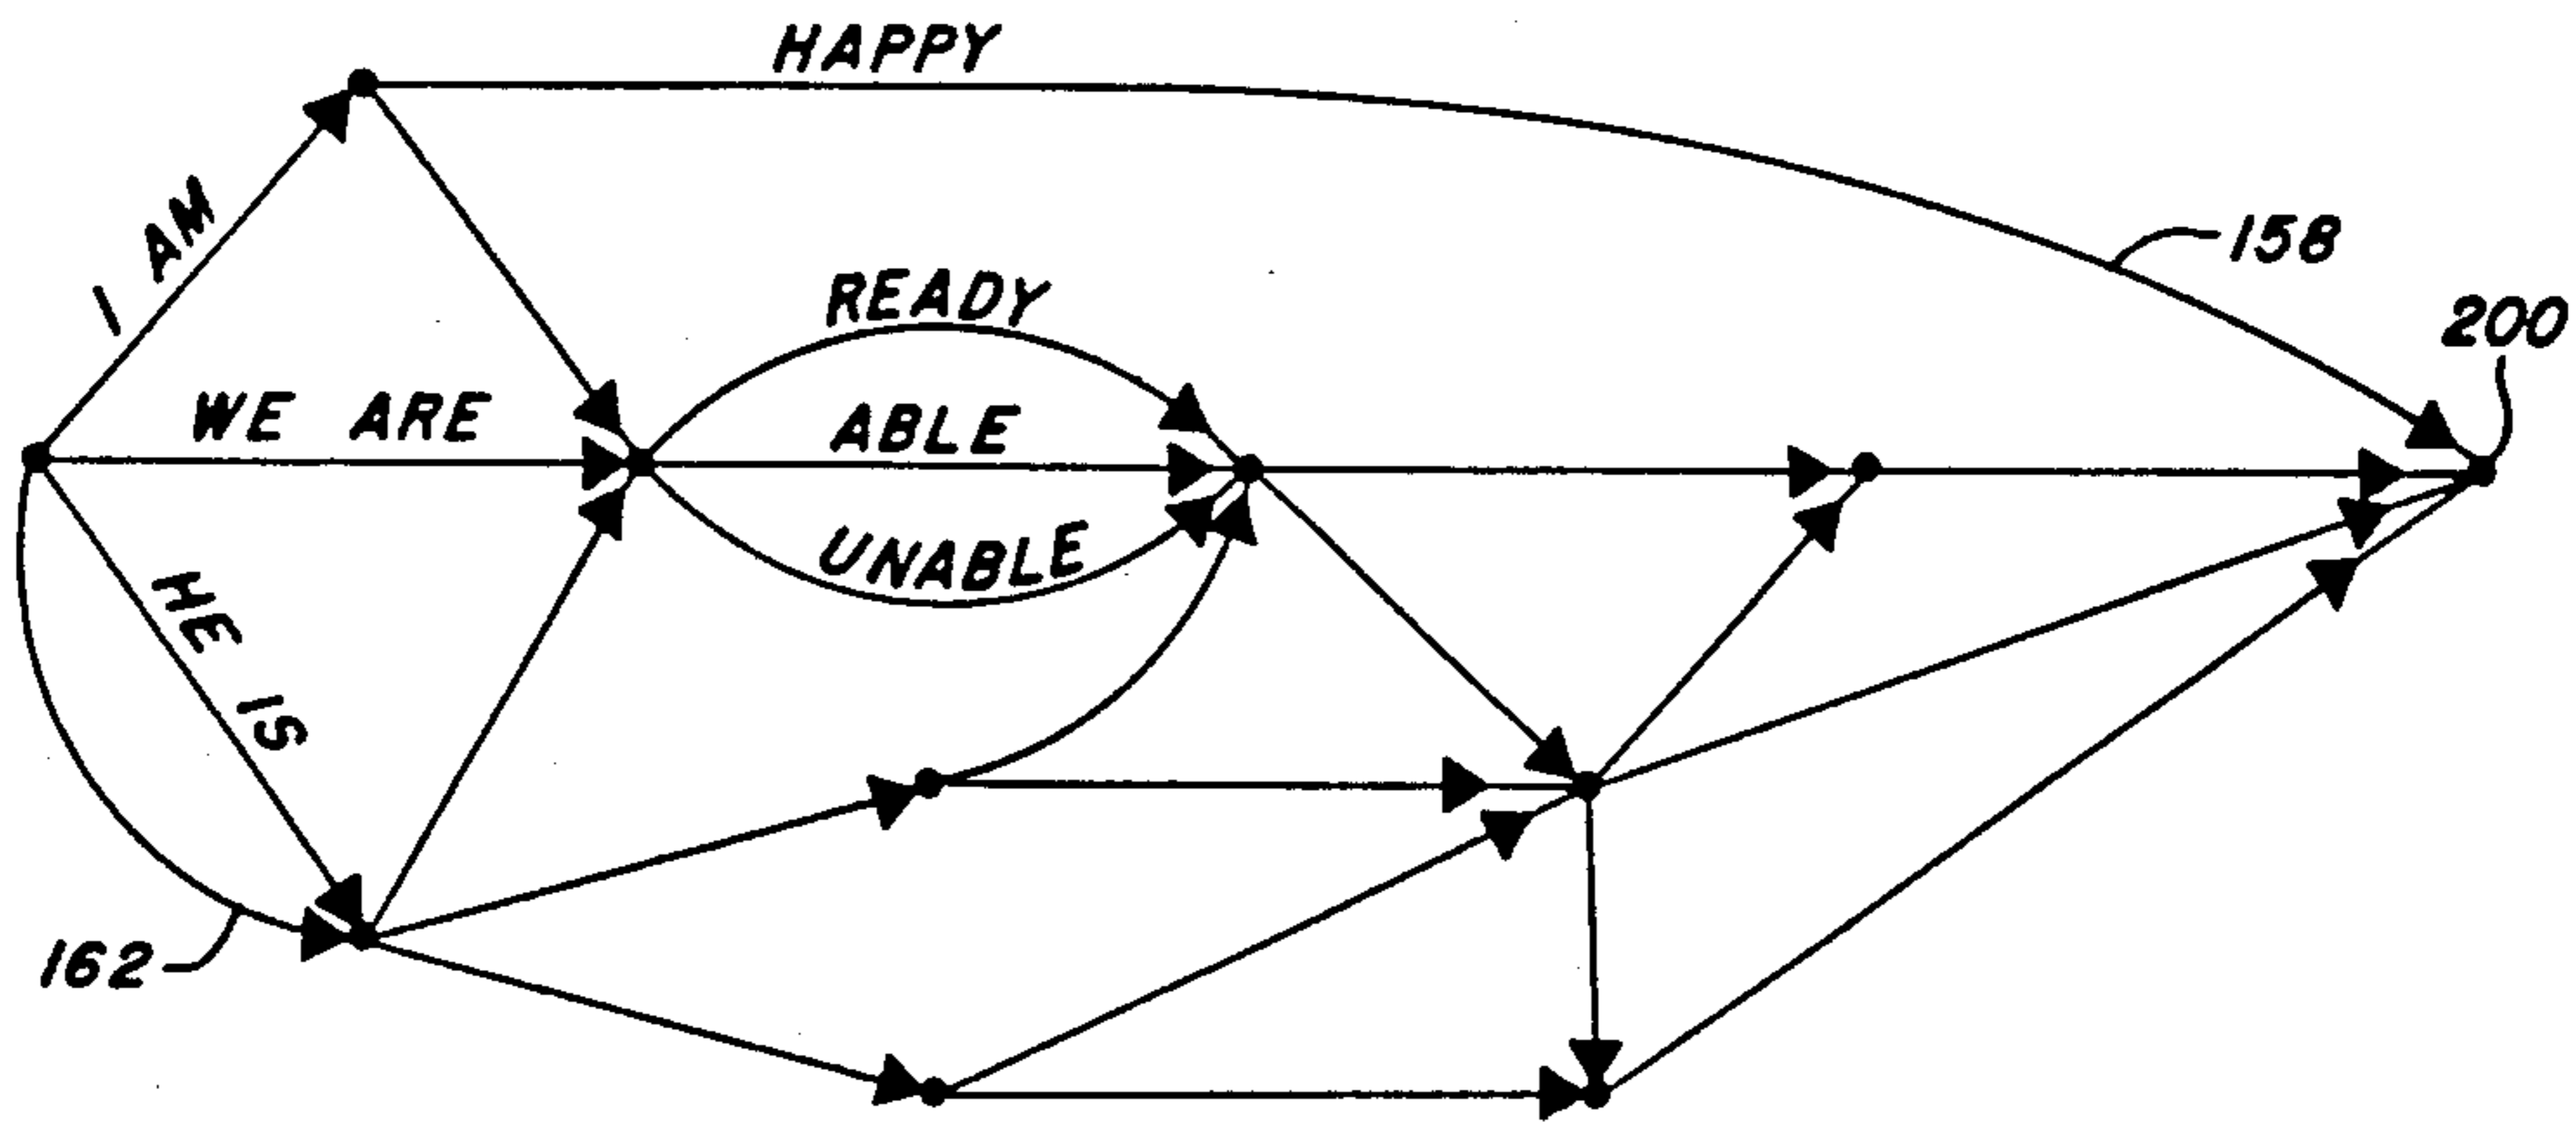 HAPPY
I AM
158
READY
200
WE ARE
ABLE
UNABLE
HE IS
162